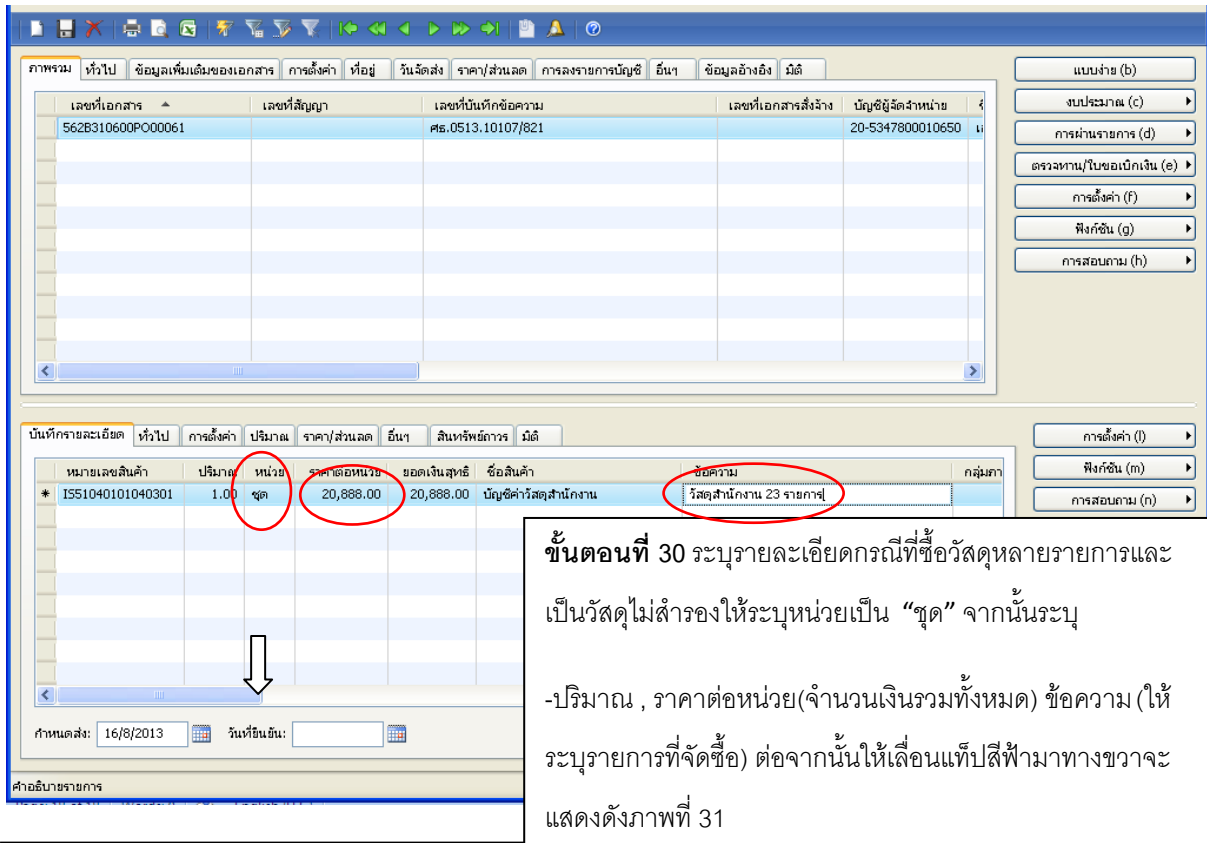 ภาพรวม ทั่วไป ข้อมูลเพิ่มเติมของเอกสาร การตั้งค่า ที่อยู่ วันจัดส่ง ราคา/ส่วนลด การลงรายการบัญชี อื่นๆ ข้อมูลอ้างอิง มิติ
แบบง่าย (b)
งบประมาณ (c)
การผ่านรายการ (d)
ตรวจทาน/ใบขอเบิกเงิน (e)
การตั้งค่า (f)
ฟังก์ชัน (g)
การสอบถาม (h)
เลขที่เอกสาร เลขที่สัญญา เลขที่บันทึกข้อความ เลขที่เอกสารสั่งจ้าง บัญชีผู้จัดจำหน่าย
562B310600PO00061 ศธ.0513.10107/821 20-5347800010650
บันทึกรายละเอียด ทั่วไป การตั้งค่า ปริมาณ ราคา/ส่วนลด อื่นๆ สินทรัพย์ถาวร มิติ
การตั้งค่า (l)
ฟังก์ชัน (m)
การสอบถาม (n)
หมายเลขสินค้า ปริมาณ หน่วย ราคาต่อหน่วย ยอดเงินสุทธิ ชื่อสินค้า ข้อความ กลุ่มภา
* IS51040101040301 1.00 ชุด 20,888.00 20,888.00 บัญชีค่าวัสดุสำนักงาน วัสดุสำนักงาน 23 รายการ
ขั้นตอนที่ 30 ระบุรายละเอียดกรณีที่ซื้อวัสดุหลายรายการและ
เป็นวัสดุไม่สำรองให้ระบุหน่วยเป็น “ชุด” จากนั้นระบุ
-ปริมาณ , ราคาต่อหน่วย(จำนวนเงินรวมทั้งหมด) ข้อความ (ให้
ระบุรายการที่จัดซื้อ) ต่อจากนั้นให้เลื่อนแท็ปสีฟ้ามาทางขวาจะ
แสดงดังภาพที่ 31
กำหนดส่ง: 16/8/2013 วันที่ยืนยัน:
คำอธิบายรายการ